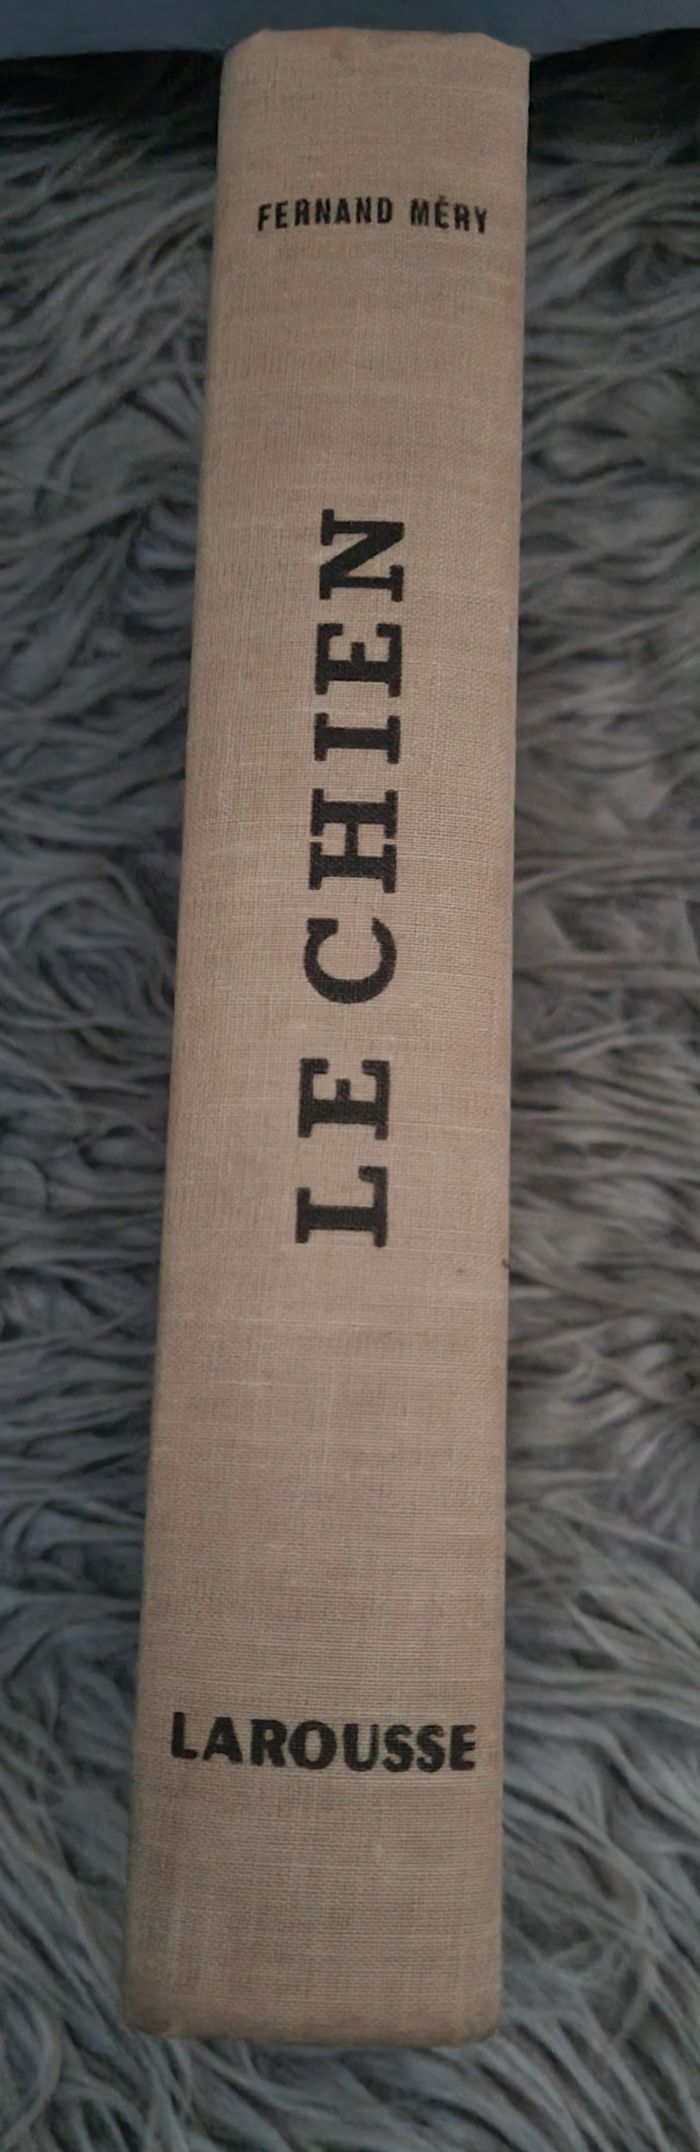 FERNAND MÉRY
LE CHIEN
LAROUSSE